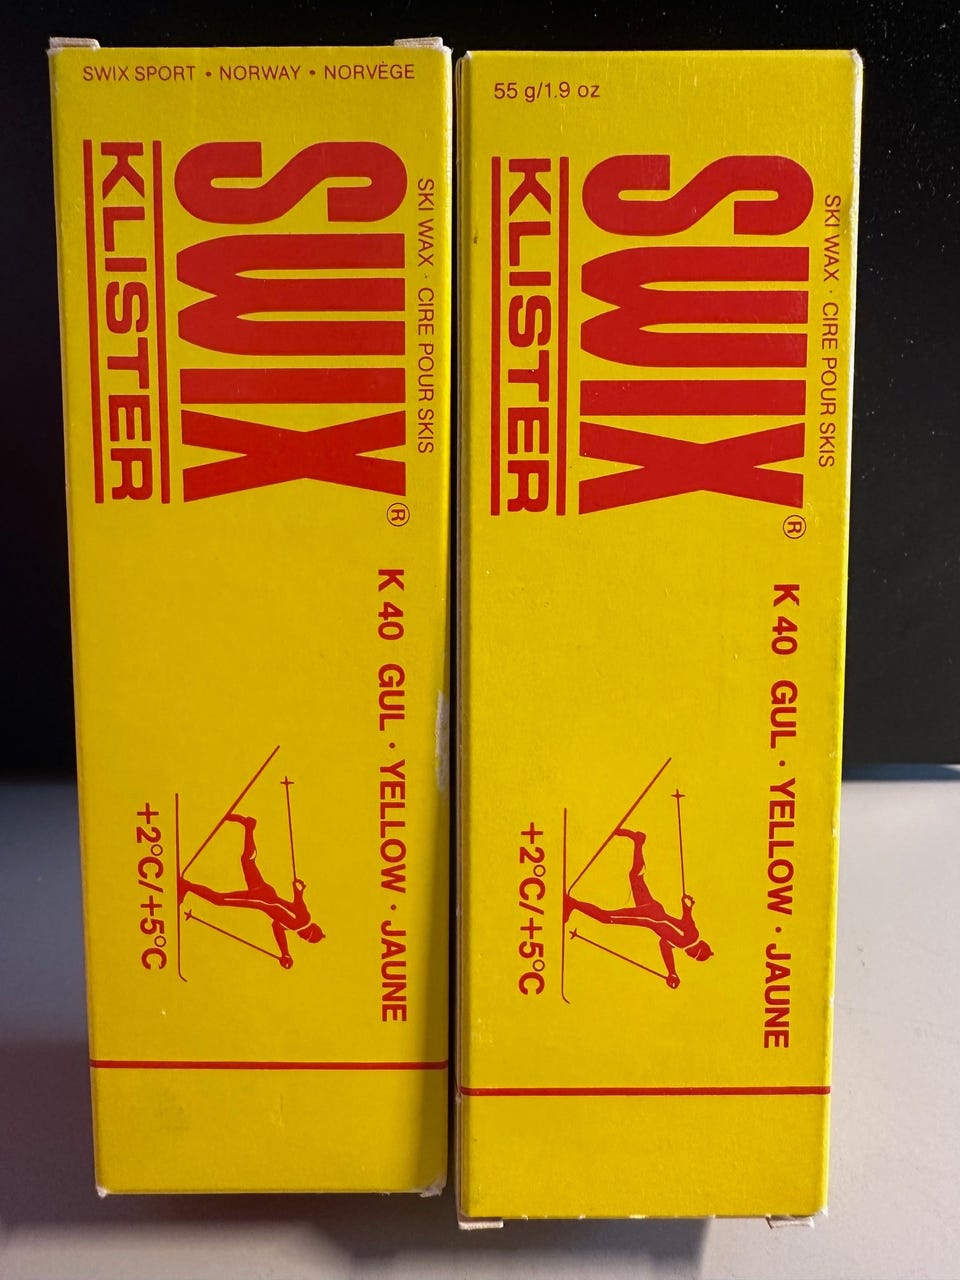 SWIX SPORT • NORWAY • NORVÈGE
SKI WAX · CIRE POUR SKIS
SWIX®
KLISTER
K 40 GUL · YELLOW · JAUNE
+2°C/+5°C
55 g/1.9 oz
SKI WAX · CIRE POUR SKIS
SWIX®
KLISTER
K 40 GUL · YELLOW · JAUNE
+2°C/+5°C